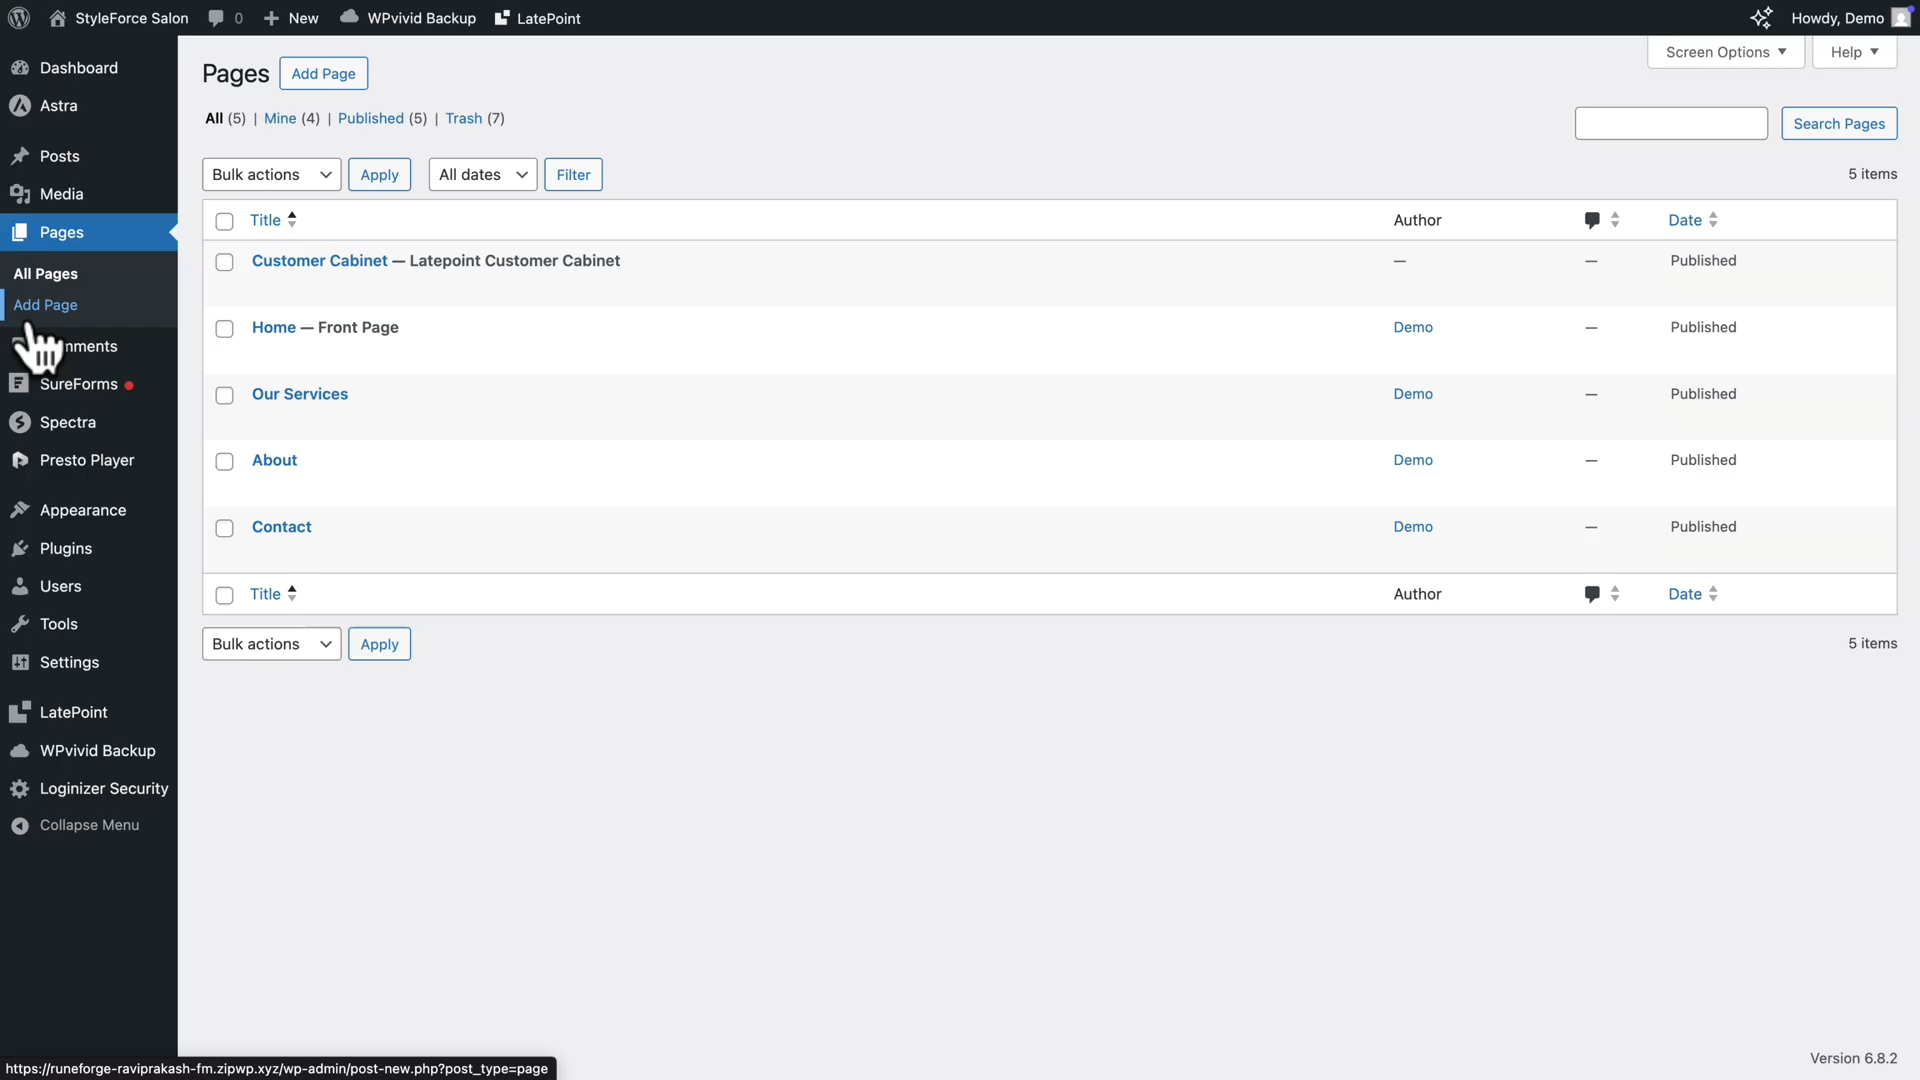 StyleForce Salon 0 New WPvivid Backup LatePoint Howdy, Demo
Dashboard
Astra
Posts
Media
Pages
All Pages
Add Page
mments
SureForms
Spectra
Presto Player
Appearance
Plugins
Users
Tools
Settings
LatePoint
WPvivid Backup
Loginizer Security
Collapse Menu
Screen Options Help
Pages Add Page
All (5) | Mine (4) | Published (5) | Trash (7)
Search Pages
Bulk actions Apply All dates Filter 5 items
Title Author Date
Customer Cabinet — Latepoint Customer Cabinet — — Published
Home — Front Page Demo — Published
Our Services Demo — Published
About Demo — Published
Contact Demo — Published
Title Author Date
Bulk actions Apply 5 items
Version 6.8.2
https://runeforge-raviprakash-fm.zipwp.xyz/wp-admin/post-new.php?post_type=page